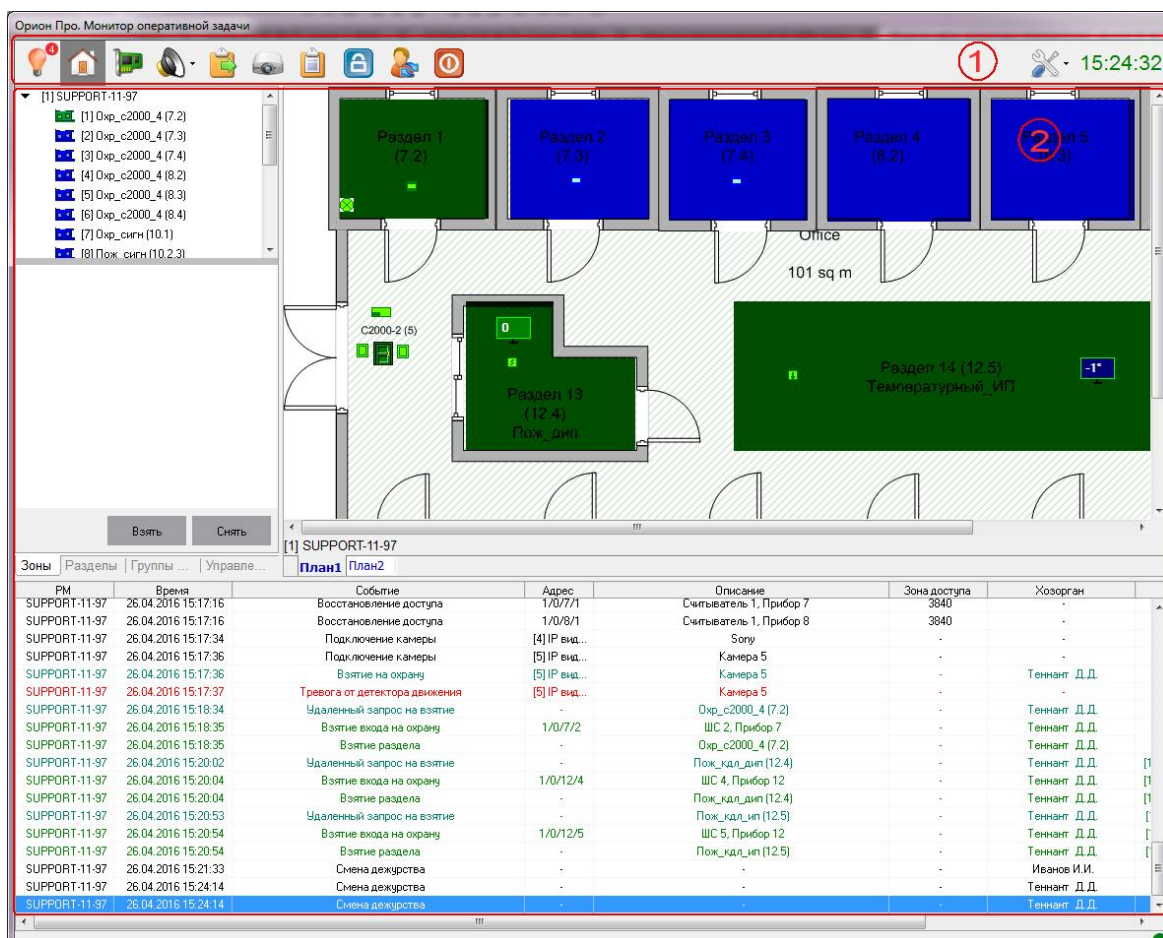 Орион Про. Монитор оперативной задачи
4
1
15:24:32
[1] SUPPORT-11-97
[1] Охр_с2000_4 (7.2)
[2] Охр_с2000_4 (7.3)
[3] Охр_с2000_4 (7.4)
[4] Охр_с2000_4 (8.2)
[5] Охр_с2000_4 (8.3)
[6] Охр_с2000_4 (8.4)
[7] Охр_сигн (10.1)
[8] Пож_сигн (10.2.3)
Взять Снять
Зоны Разделы Группы ... Управле...
Раздел 1
(7.2)
Раздел 2
(7.3)
Раздел 3
(7.4)
Раздел 4
(8.2)
2
Office
101 sq m
С2000-2 (5)
0
Раздел 13
(12.4)
Пож_дип
Раздел 14 (12.5)
Температурный_ИП
-1°
[1] SUPPORT-11-97
План1 План2
РМ Время Событие Адрес Описание Зона доступа Хозорган
SUPPORT-11-97 26.04.2016 15:17:16 Восстановление доступа 1/0/7/1 Считыватель 1, Прибор 7 3840 -
SUPPORT-11-97 26.04.2016 15:17:16 Восстановление доступа 1/0/8/1 Считыватель 1, Прибор 8 3840 -
SUPPORT-11-97 26.04.2016 15:17:34 Подключение камеры [4] IP вид... Sony - -
SUPPORT-11-97 26.04.2016 15:17:36 Подключение камеры [5] IP вид... Камера 5 - -
SUPPORT-11-97 26.04.2016 15:17:36 Взятие на охрану [5] IP вид... Камера 5 - Теннант Д.Д.
SUPPORT-11-97 26.04.2016 15:17:37 Тревога от детектора движения [5] IP вид... Камера 5 - -
SUPPORT-11-97 26.04.2016 15:18:34 Удаленный запрос на взятие - Охр_с2000_4 (7.2) - Теннант Д.Д.
SUPPORT-11-97 26.04.2016 15:18:35 Взятие входа на охрану 1/0/7/2 ШС 2, Прибор 7 - Теннант Д.Д.
SUPPORT-11-97 26.04.2016 15:18:35 Взятие раздела - Охр_с2000_4 (7.2) - Теннант Д.Д.
SUPPORT-11-97 26.04.2016 15:20:02 Удаленный запрос на взятие - Пож_кдл_дип (12.4) - Теннант Д.Д. [1
SUPPORT-11-97 26.04.2016 15:20:04 Взятие входа на охрану 1/0/12/4 ШС 4, Прибор 12 - Теннант Д.Д. [1
SUPPORT-11-97 26.04.2016 15:20:04 Взятие раздела - Пож_кдл_дип (12.4) - Теннант Д.Д. [1
SUPPORT-11-97 26.04.2016 15:20:53 Удаленный запрос на взятие - Пож_кдл_ип (12.5) - Теннант Д.Д. [
SUPPORT-11-97 26.04.2016 15:20:54 Взятие входа на охрану 1/0/12/5 ШС 5, Прибор 12 - Теннант Д.Д. [
SUPPORT-11-97 26.04.2016 15:20:54 Взятие раздела - Пож_кдл_ип (12.5) - Теннант Д.Д. [
SUPPORT-11-97 26.04.2016 15:21:33 Смена дежурства - - - Иванов И.И.
SUPPORT-11-97 26.04.2016 15:24:14 Смена дежурства - - - Теннант Д.Д.
SUPPORT-11-97 26.04.2016 15:24:14 Смена дежурства - - - Теннант Д.Д.